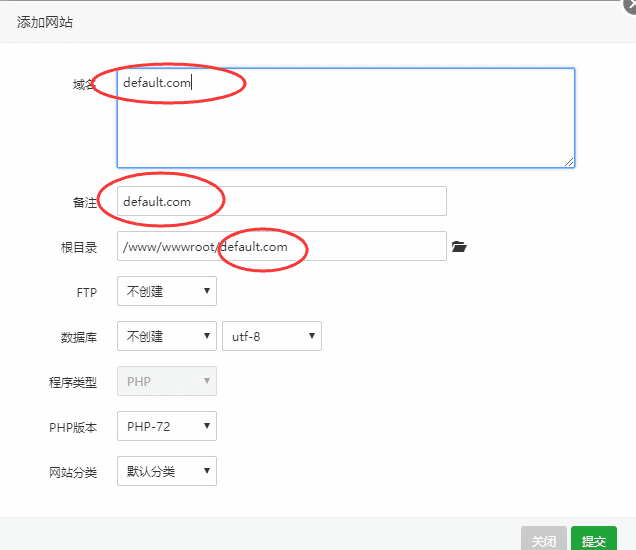 添加网站
域名 default.com
备注 default.com
根目录 /www/wwwroot/default.com
FTP 不创建
数据库 不创建 utf-8
程序类型 PHP
PHP版本 PHP-72
网站分类 默认分类
关闭 提交